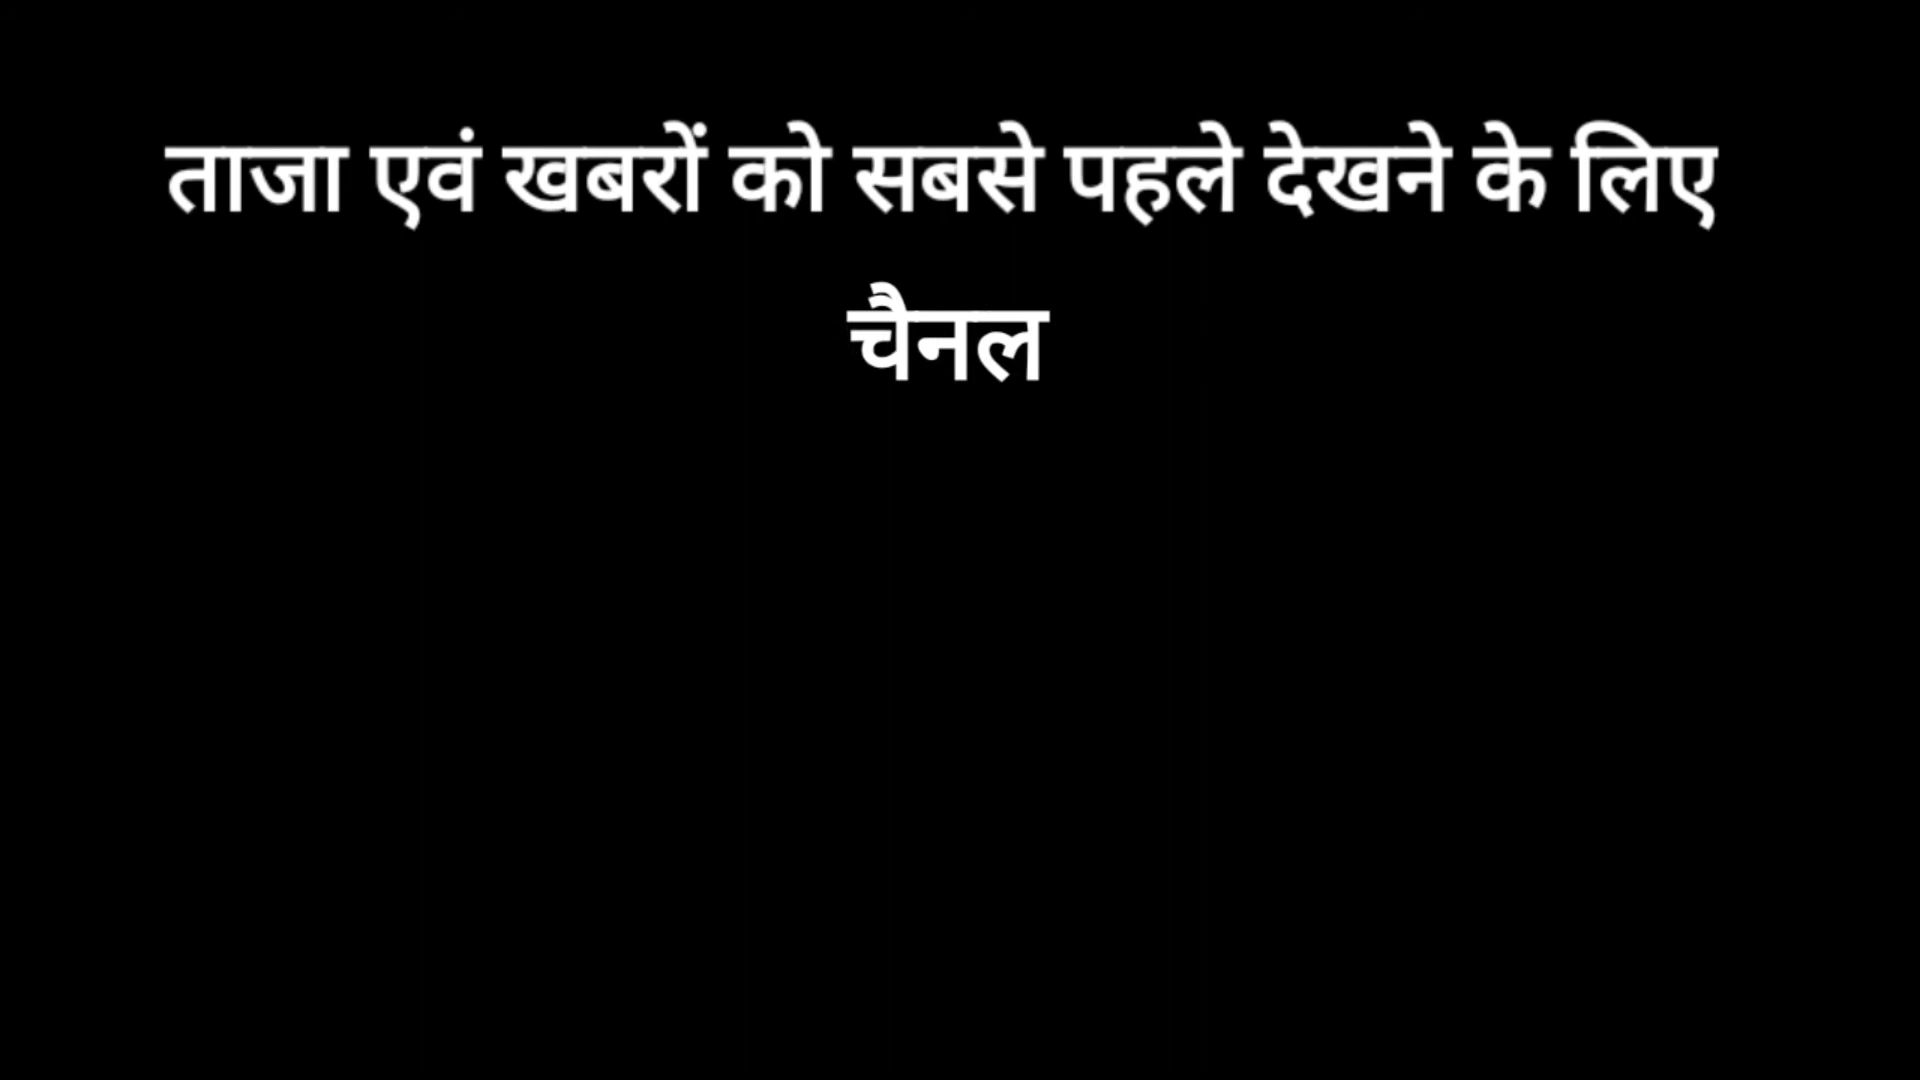 ताजा एवं खबरों को सबसे पहले देखने के लिए
चैनल